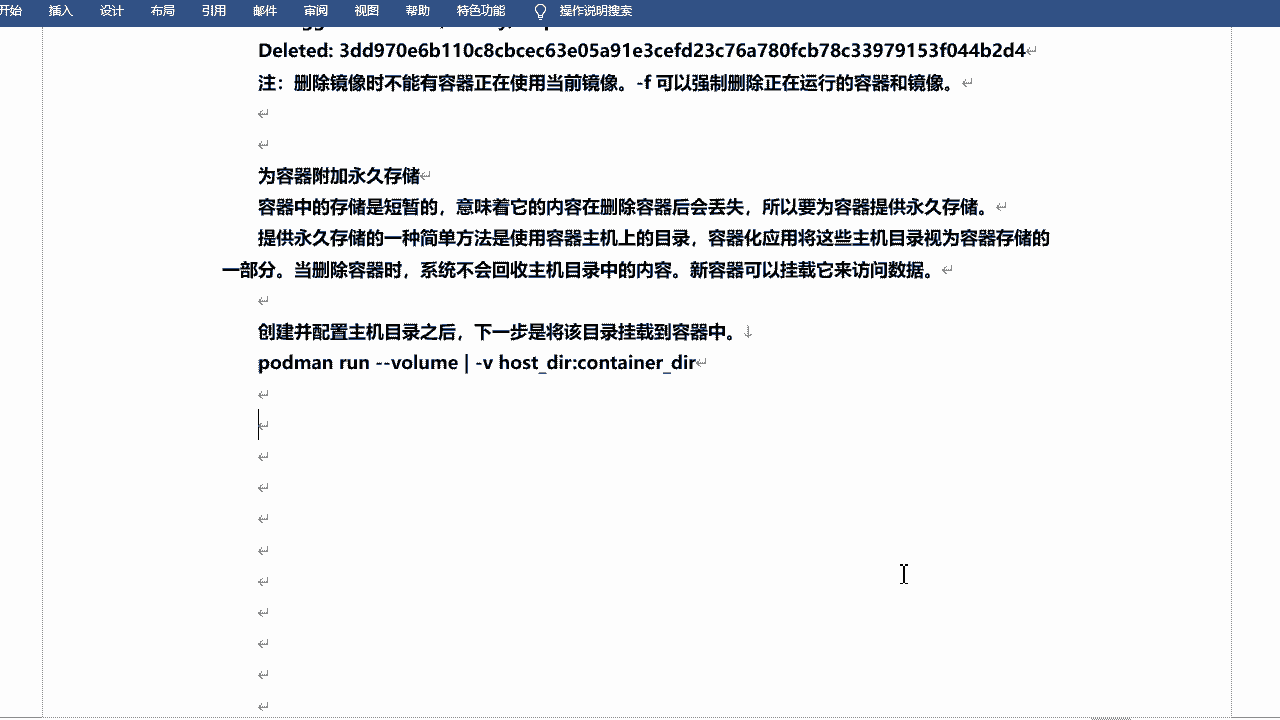 开始 插入 设计 布局 引用 邮件 审阅 视图 帮助 特色功能 操作说明搜索
Deleted: 3dd970e6b110c8cbcec63e05a91e3cefd23c76a780fcb78c33979153f044b2d4
注：删除镜像时不能有容器正在使用当前镜像。-f 可以强制删除正在运行的容器和镜像。
为容器附加永久存储
容器中的存储是短暂的，意味着它的内容在删除容器后会丢失，所以要为容器提供永久存储。
提供永久存储的一种简单方法是使用容器主机上的目录，容器化应用将这些主机目录视为容器存储的
一部分。当删除容器时，系统不会回收主机目录中的内容。新容器可以挂载它来访问数据。
创建并配置主机目录之后，下一步是将该目录挂载到容器中。
podman run --volume | -v host_dir:container_dir